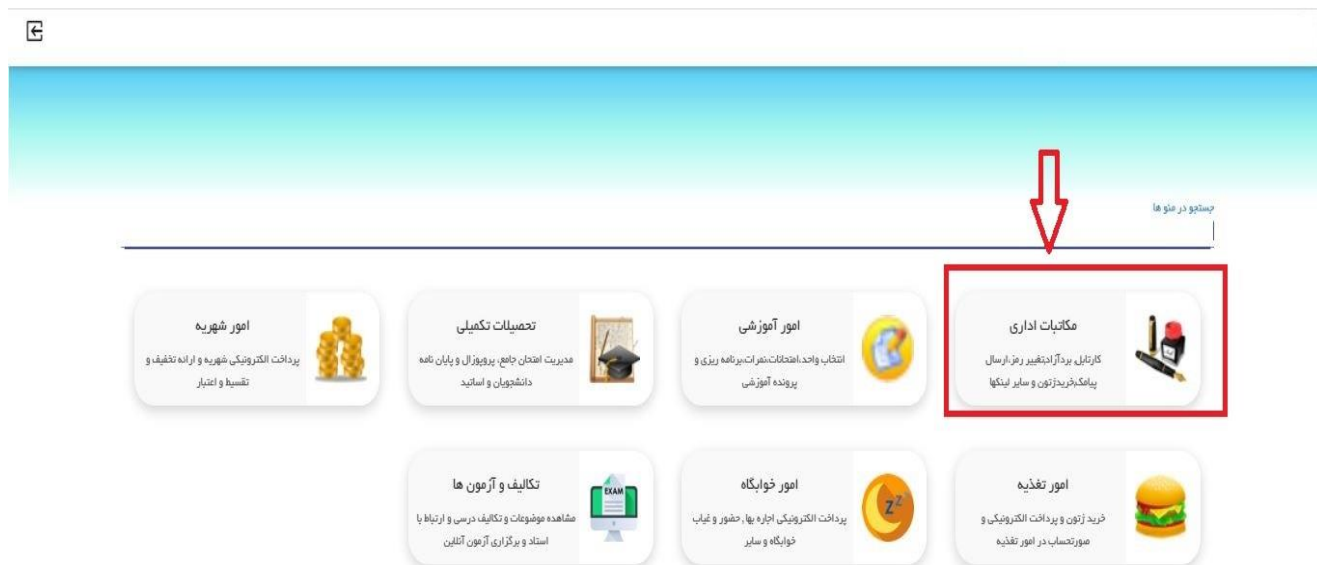 جستجو در منو ها
مکاتبات اداری
کارتابل، بردآزاد،تغییر رمز،ارسال
پیامک،خریدژتون و سایر لینکها
امور آموزشی
انتخاب واحد،امتحانات،نمرات،برنامه ریزی و
پرونده آموزشی
تحصیلات تکمیلی
مدیریت امتحان جامع، پروپوزال و پایان نامه
دانشجویان و اساتید
امور شهریه
پرداخت الکترونیکی شهریه و ارائه تخفیف و
تقسیط و اعتبار
امور تغذیه
خرید ژتون و پرداخت الکترونیکی و
صورتحساب در امور تغذیه
امور خوابگاه
پرداخت الکترونیکی اجاره بها، حضور و غیاب
خوابگاه و سایر
Zz
تکالیف و آزمون ها
مشاهده موضوعات و تکالیف درسی و ارتباط با
استاد و برگزاری آزمون آنلاین
EXAM